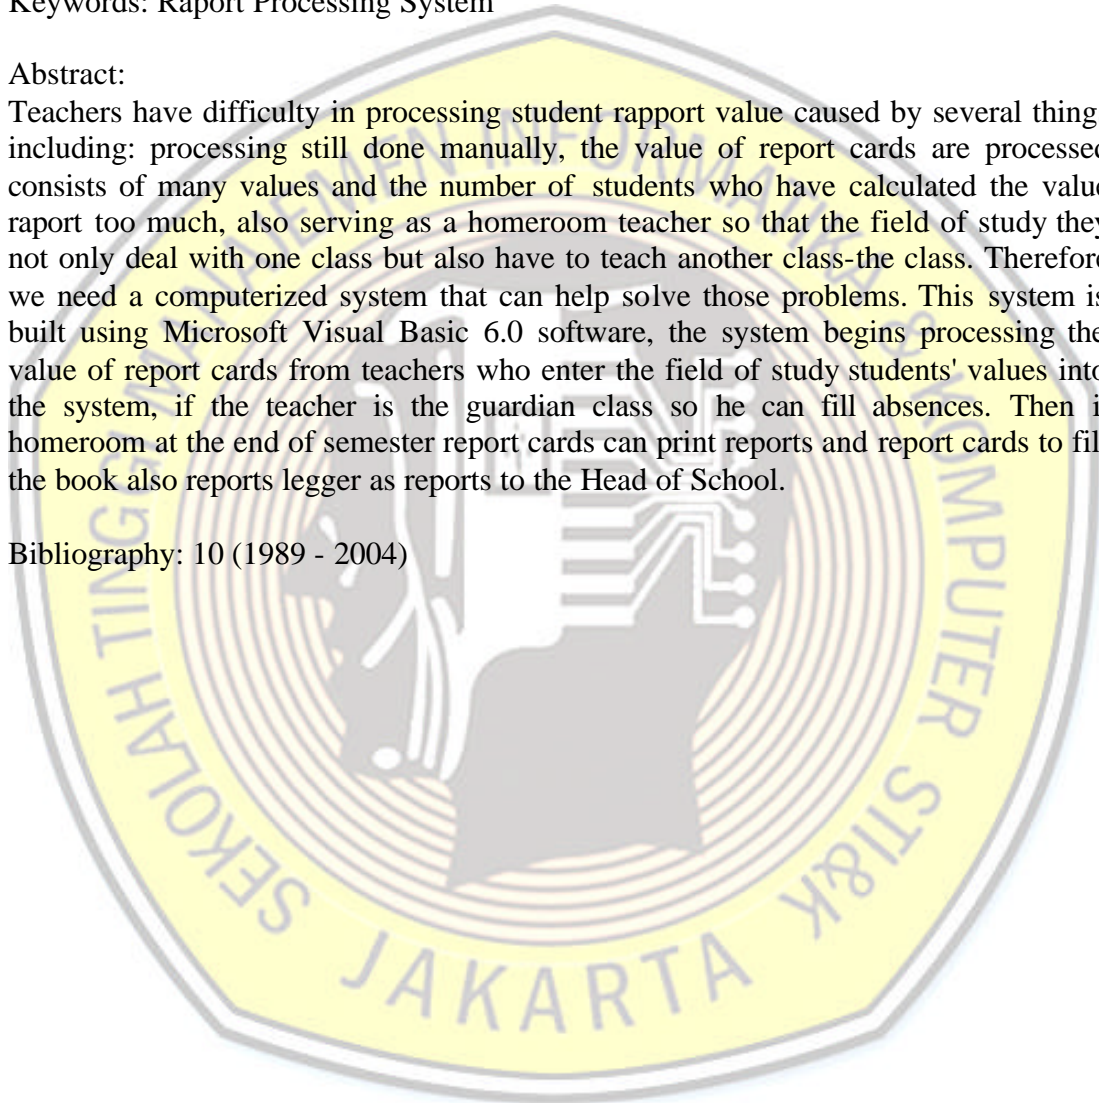 Keywords: Raport Processing System
Abstract:
Teachers have difficulty in processing student rapport value caused by several thing
including: processing still done manually, the value of report cards are processed
consists of many values and the number of students who have calculated the value
raport too much, also serving as a homeroom teacher so that the field of study they
not only deal with one class but also have to teach another class-the class. Therefore
we need a computerized system that can help solve those problems. This system is
built using Microsoft Visual Basic 6.0 software, the system begins processing the
value of report cards from teachers who enter the field of study students' values into
the system, if the teacher is the guardian class so he can fill absences. Then i
homeroom at the end of semester report cards can print reports and report cards to fil
the book also reports legger as reports to the Head of School.
Bibliography: 10 (1989 - 2004)
SEKOLAH TINGGI MANAJEMEN INFORMATIKA & KOMPUTER STI&K
JAKARTA